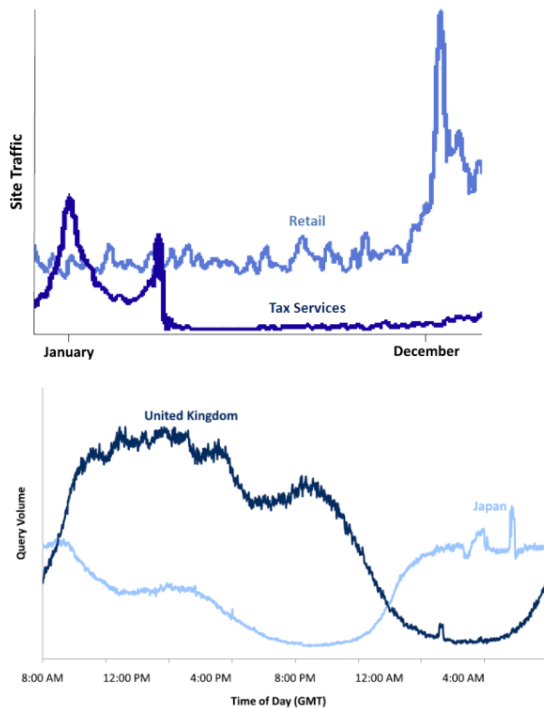 Site Traffic
Retail
Tax Services
January
December
United Kingdom
Japan
Query Volume
8:00 AM
12:00 PM
4:00 PM
8:00 PM
12:00 AM
4:00 AM
Time of Day (GMT)